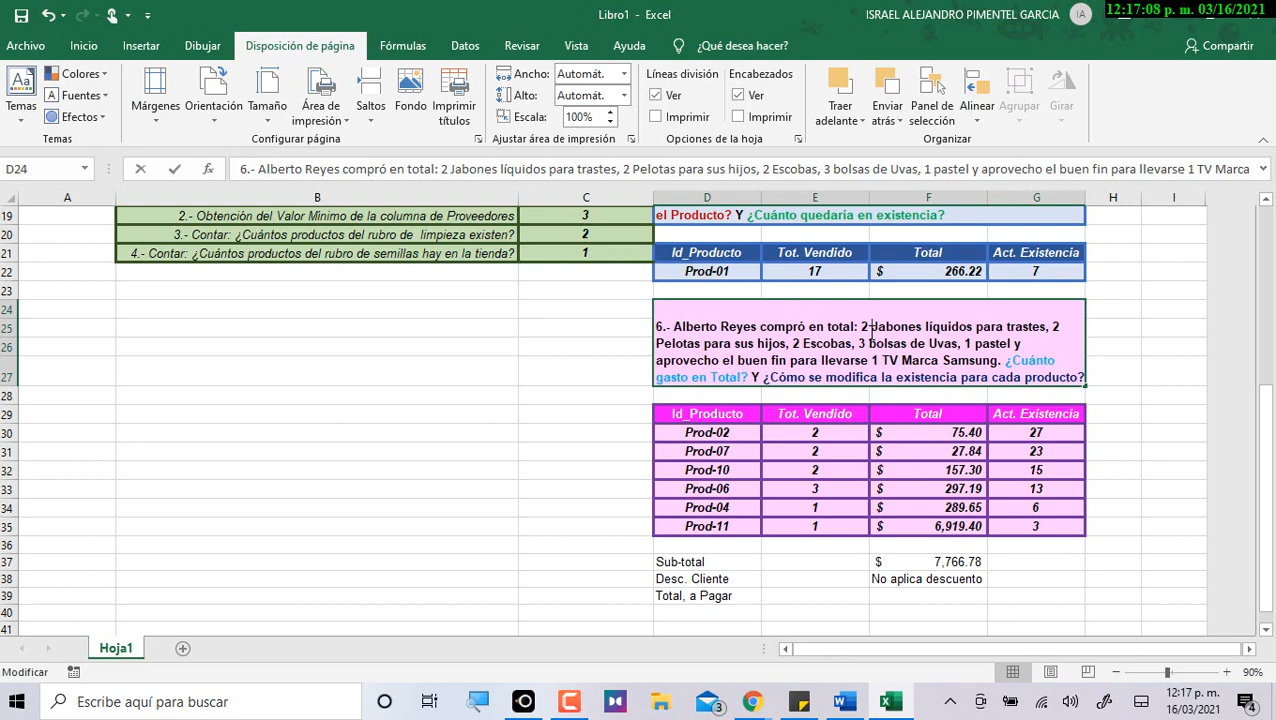 12:17:08 p. m. 03/16/2021
Libro1 - Excel
ISRAEL ALEJANDRO PIMENTEL GARCIA
IA
Archivo Inicio Insertar Dibujar Disposición de página Fórmulas Datos Revisar Vista Ayuda ¿Qué desea hacer? Compartir
Temas
Colores
Fuentes
Efectos
Temas
Márgenes Orientación Tamaño Área de impresión Saltos Fondo Imprimir títulos
Configurar página
Ancho: Automát.
Alto: Automát.
Escala: 100%
Ajustar área de impresión
Líneas división Encabezados
Ver Ver
Imprimir Imprimir
Opciones de la hoja
Traer adelante Enviar atrás Panel de selección Alinear Agrupar Girar
Organizar
D24 fx 6.- Alberto Reyes compró en total: 2 Jabones líquidos para trastes, 2 Pelotas para sus hijos, 2 Escobas, 3 bolsas de Uvas, 1 pastel y aprovecho el buen fin para llevarse 1 TV Marca
A B C D E F G H I
19 2.- Obtención del Valor Minimo de la columna de Proveedores 3 el Producto? Y ¿Cuánto quedaría en existencia?
20 3.- Contar: ¿Cuántos productos del rubro de limpieza existen? 2
21 4.- Contar: ¿Cuántos productos del rubro de semillas hay en la tienda? 1 Id_Producto Tot. Vendido Total Act. Existencia
22 Prod-01 17 $ 266.22 7
23
24
25 6.- Alberto Reyes compró en total: 2 Jabones líquidos para trastes, 2
26 Pelotas para sus hijos, 2 Escobas, 3 bolsas de Uvas, 1 pastel y
aprovecho el buen fin para llevarse 1 TV Marca Samsung. ¿Cuánto
27 gasto en Total? Y ¿Cómo se modifica la existencia para cada producto?
28
29 Id_Producto Tot. Vendido Total Act. Existencia
30 Prod-02 2 $ 75.40 27
31 Prod-07 2 $ 27.84 23
32 Prod-10 2 $ 157.30 15
33 Prod-06 3 $ 297.19 13
34 Prod-04 1 $ 289.65 6
35 Prod-11 1 $ 6,919.40 3
36
37 Sub-total $ 7,766.78
38 Desc. Cliente No aplica descuento
39 Total, a Pagar
40
41
Hoja1
Modificar 90%
Escribe aquí para buscar
3
12:17 p. m.
16/03/2021
4